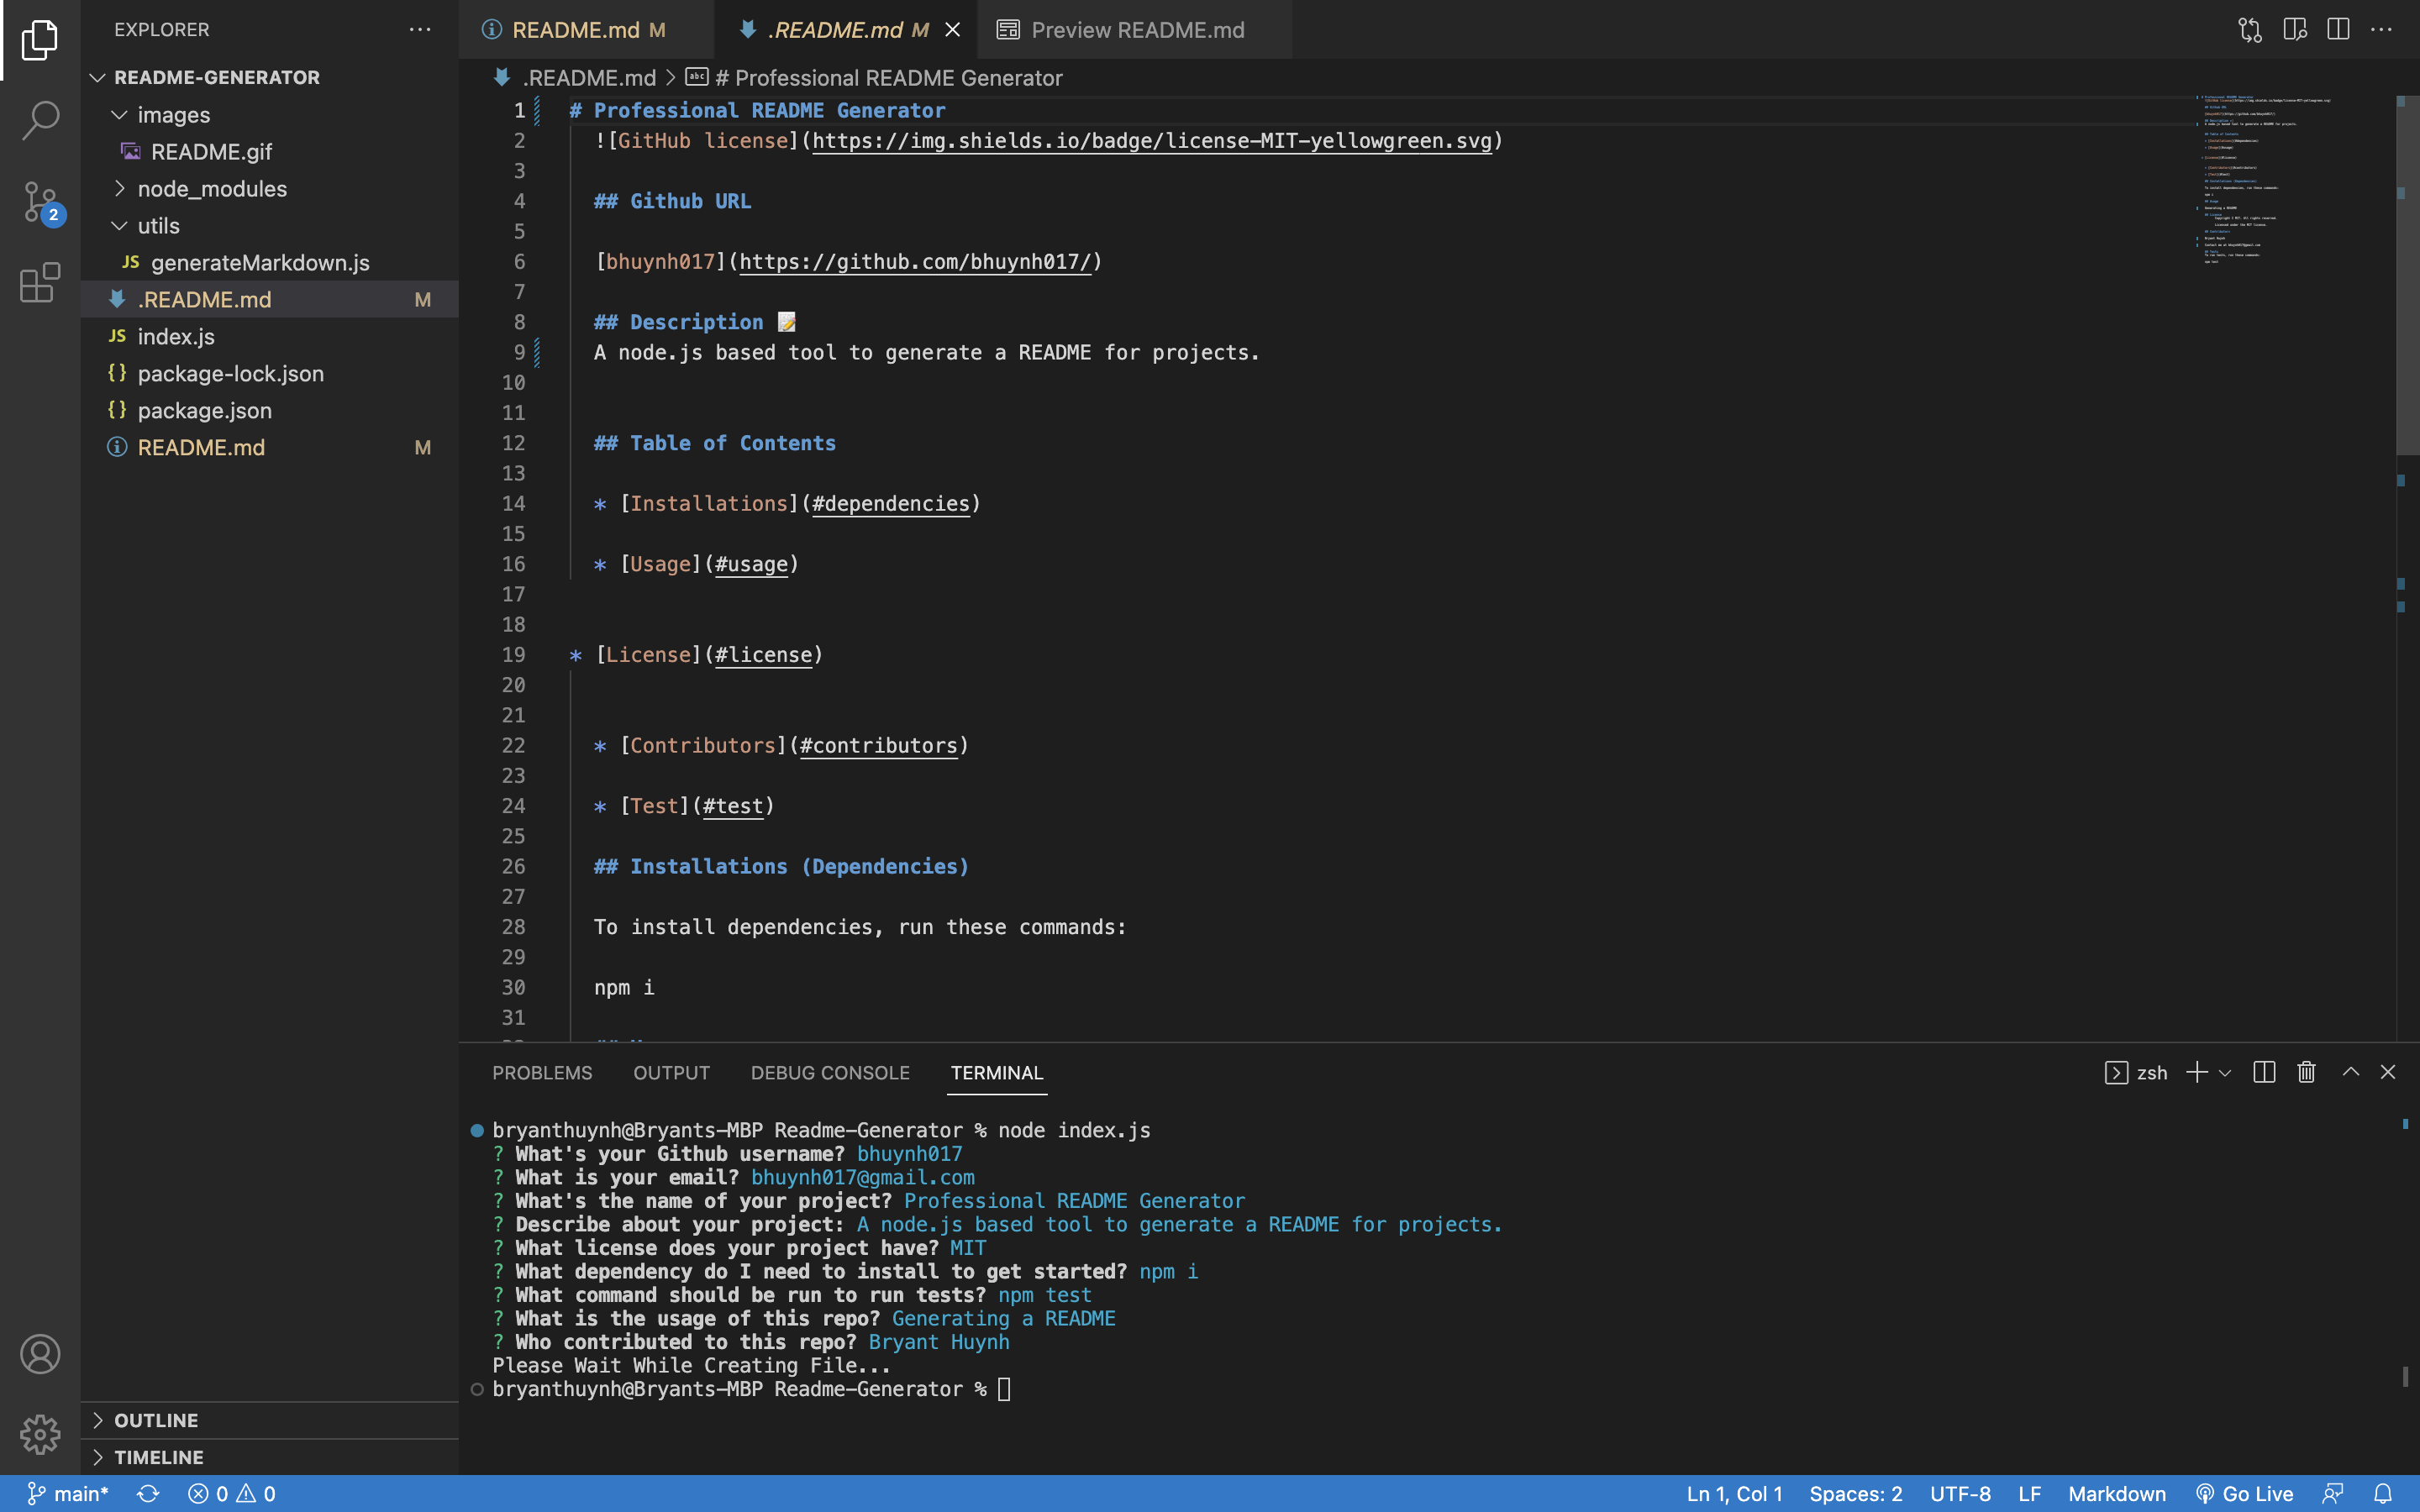 EXPLORER
README-GENERATOR
images
README.gif
node_modules
utils
JS generateMarkdown.js
.README.md M
JS index.js
{} package-lock.json
{} package.json
README.md M
2
OUTLINE
TIMELINE
README.md M
.README.md M
Preview README.md
.README.md > # Professional README Generator
1 # Professional README Generator
2 ![GitHub license](https://img.shields.io/badge/license-MIT-yellowgreen.svg)
3
4 ## Github URL
5
6 [bhuynh017](https://github.com/bhuynh017/)
7
8 ## Description 📝
9 A node.js based tool to generate a README for projects.
10
11
12 ## Table of Contents
13
14 * [Installations](#dependencies)
15
16 * [Usage](#usage)
17
18
19 * [License](#license)
20
21
22 * [Contributors](#contributors)
23
24 * [Test](#test)
25
26 ## Installations (Dependencies)
27
28 To install dependencies, run these commands:
29
30 npm i
31
PROBLEMS OUTPUT DEBUG CONSOLE TERMINAL zsh
bryanthuynh@Bryants-MBP Readme-Generator % node index.js
? What's your Github username? bhuynh017
? What is your email? bhuynh017@gmail.com
? What's the name of your project? Professional README Generator
? Describe about your project: A node.js based tool to generate a README for projects.
? What license does your project have? MIT
? What dependency do I need to install to get started? npm i
? What command should be run to run tests? npm test
? What is the usage of this repo? Generating a README
? Who contributed to this repo? Bryant Huynh
Please Wait While Creating File...
bryanthuynh@Bryants-MBP Readme-Generator %
main* 0 0 Ln 1, Col 1 Spaces: 2 UTF-8 LF Markdown Go Live